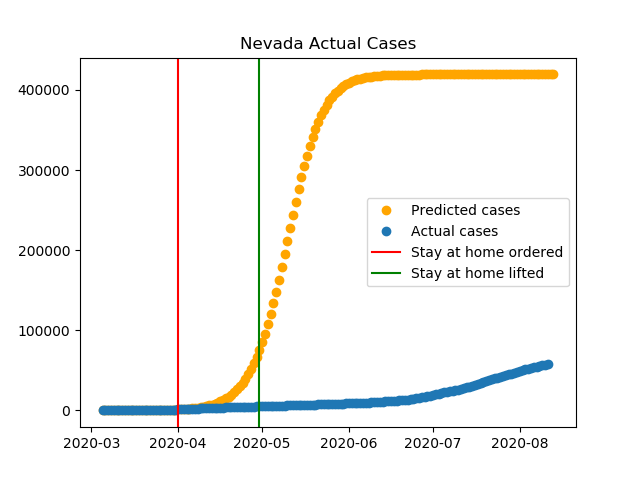 Nevada Actual Cases
400000
300000
200000
100000
0
Predicted cases
Actual cases
Stay at home ordered
Stay at home lifted
2020-03 2020-04 2020-05 2020-06 2020-07 2020-08